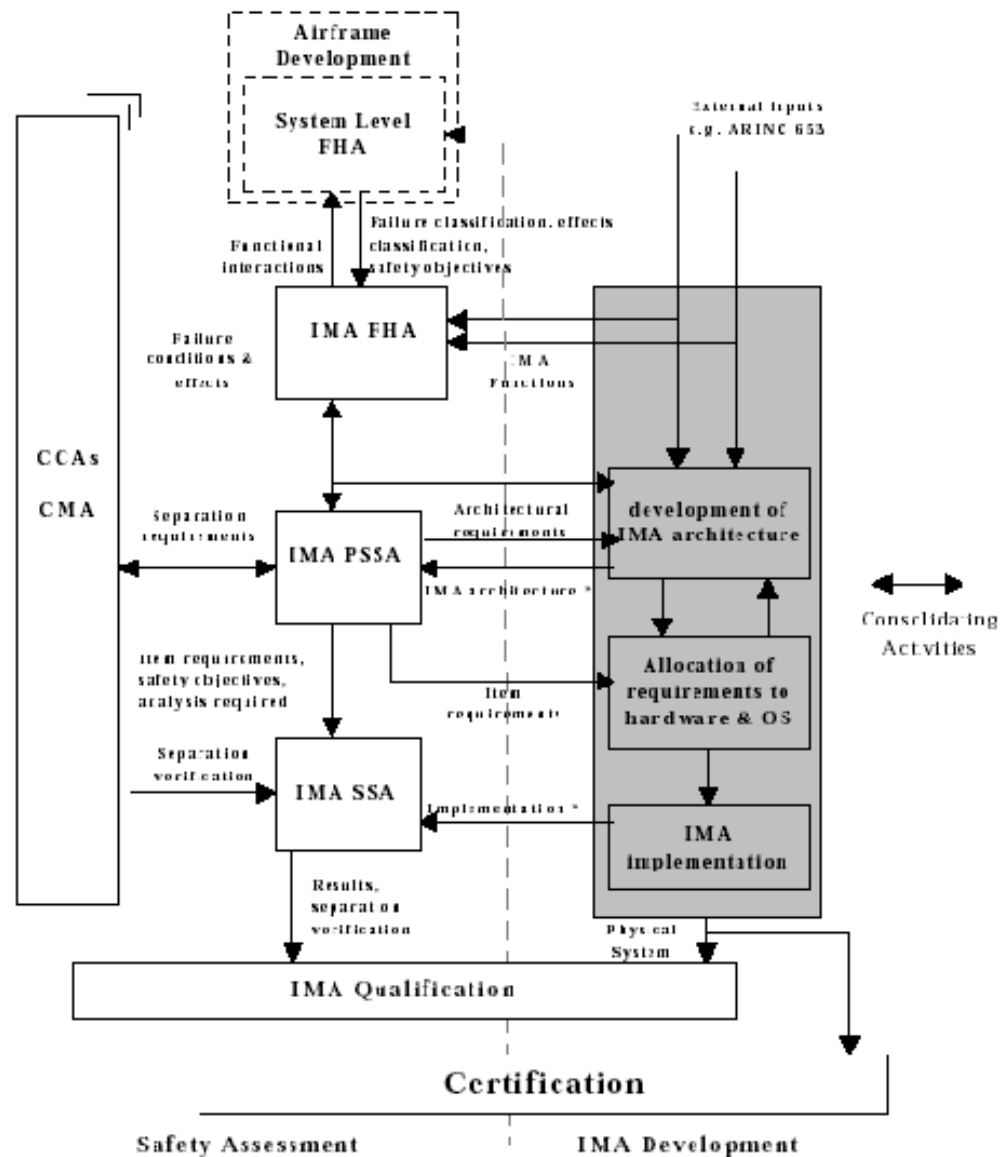 Airframe
Development
System Level
FHA
External Inputs
e.g. ARINC 653
Functional
interactions
Failure classification, effects
classification,
safety objectives
IMA FHA
Failure
conditions &
effects
IMA
Functions
CCAs
CMA
Separation
requirements
IMA PSSA
Architectural
requirements
IMA architecture *
development of
IMA architecture
Consolidating
Activities
Item requirements,
safety objectives,
analysis required
Item
requirements
Allocation of
requirements to
hardware & OS
Separation
verification
IMA SSA
Implementation *
IMA
implementation
Results,
separation
verification
Physical
System
IMA Qualification
Certification
Safety Assessment
IMA Development